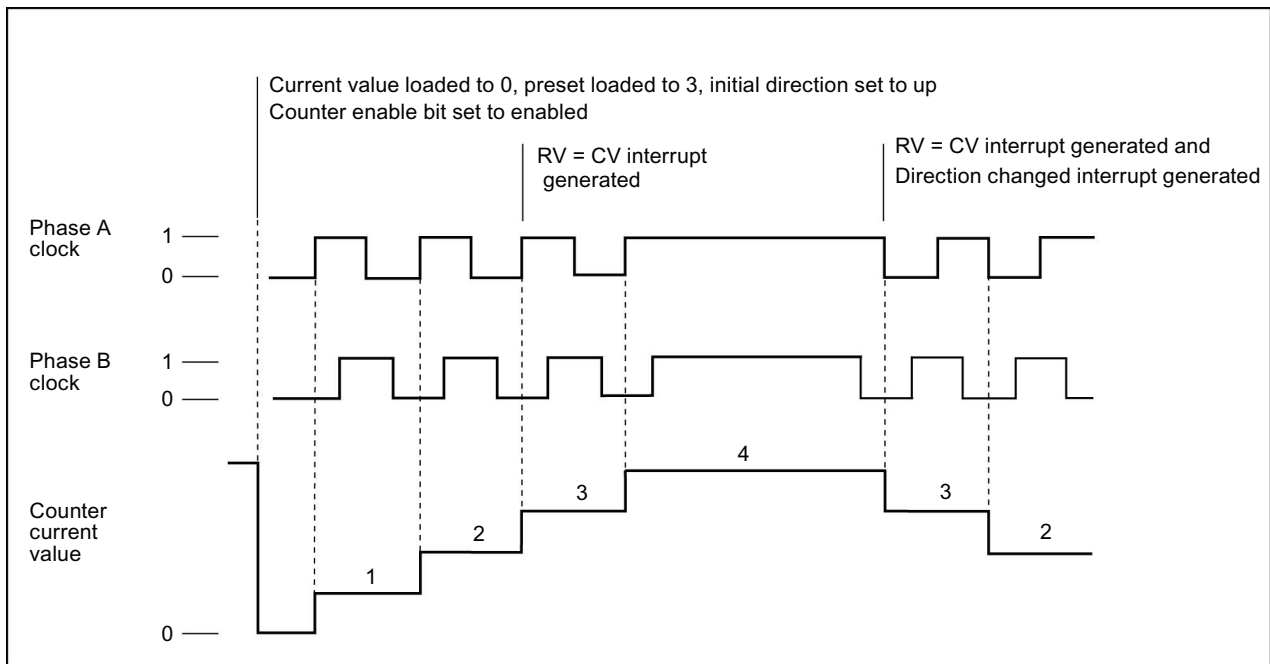 Current value loaded to 0, preset loaded to 3, initial direction set to up
Counter enable bit set to enabled
RV = CV interrupt
generated
RV = CV interrupt generated and
Direction changed interrupt generated
Phase A
clock
1
0
Phase B
clock
1
0
Counter
current
value
0
1
2
3
4
3
2